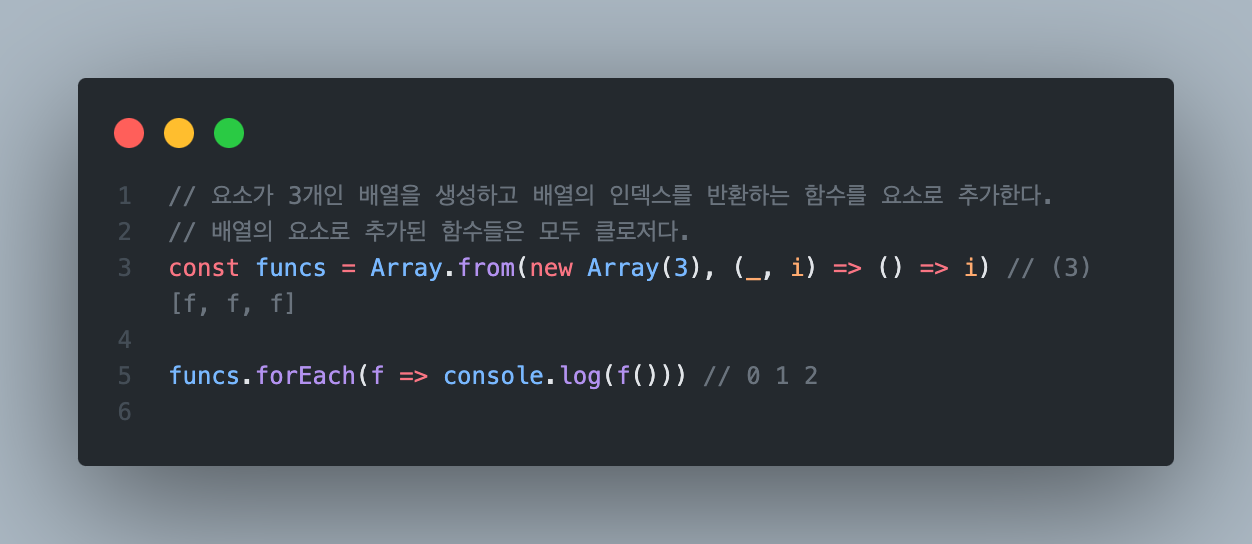 1 // 요소가 3개인 배열을 생성하고 배열의 인덱스를 반환하는 함수를 요소로 추가한다.
2 // 배열의 요소로 추가된 함수들은 모두 클로저다.
3 const funcs = Array.from(new Array(3), (_, i) => () => i) // (3)
[f, f, f]
4
5 funcs.forEach(f => console.log(f())) // 0 1 2
6